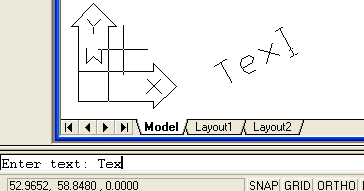 Y
W
X
Tex
Model Layout1 Layout2
Enter text: Tex
52.9652, 58.8480, 0.0000 SNAP GRID ORTHO